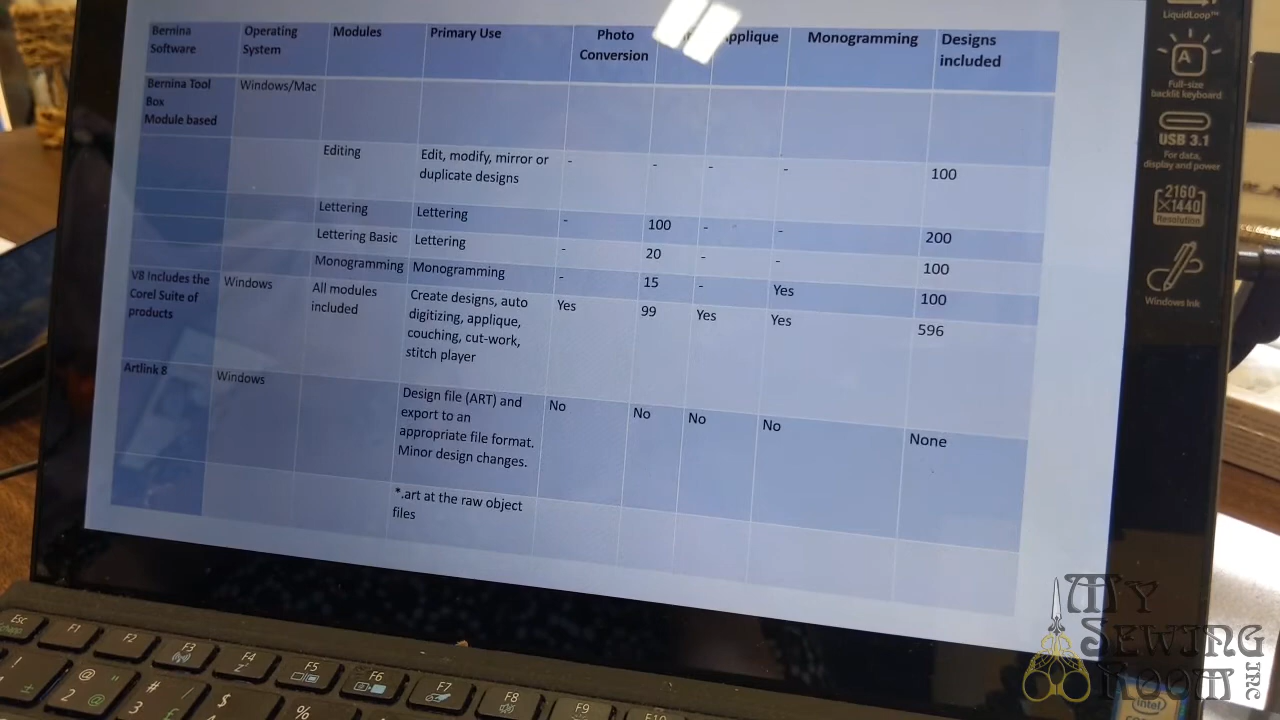 Bernina Software
Operating System
Modules
Primary Use
Photo Conversion
Applique
Monogramming
Designs included
Bernina Tool Box Module based
Windows/Mac
Editing
Edit, modify, mirror or
duplicate designs
-
-
-
-
100
Lettering
Lettering
-
100
-
-
200
Lettering Basic
Lettering
-
20
-
-
100
Monogramming
Monogramming
-
15
-
Yes
100
V8 Includes the
Corel Suite of
products
Windows
All modules
included
Create designs, auto
digitizing, applique,
couching, cut-work,
stitch player
Yes
99
Yes
Yes
596
Artlink 8
Windows
Design file (ART) and
export to an
appropriate file format.
Minor design changes.
No
No
No
No
None
*.art at the raw object
files
LiquidLoop™
A
Full-size
backlit keyboard
USB 3.1
For data,
display and power
2160
×1440
Resolution
Windows Ink
Esc
F1
F2
F3
F4
F5
F6
F7
F8
F9
F10
!
@ "
2 @
# /
3 £
$
%
My
Sewing
Room
INC
intel